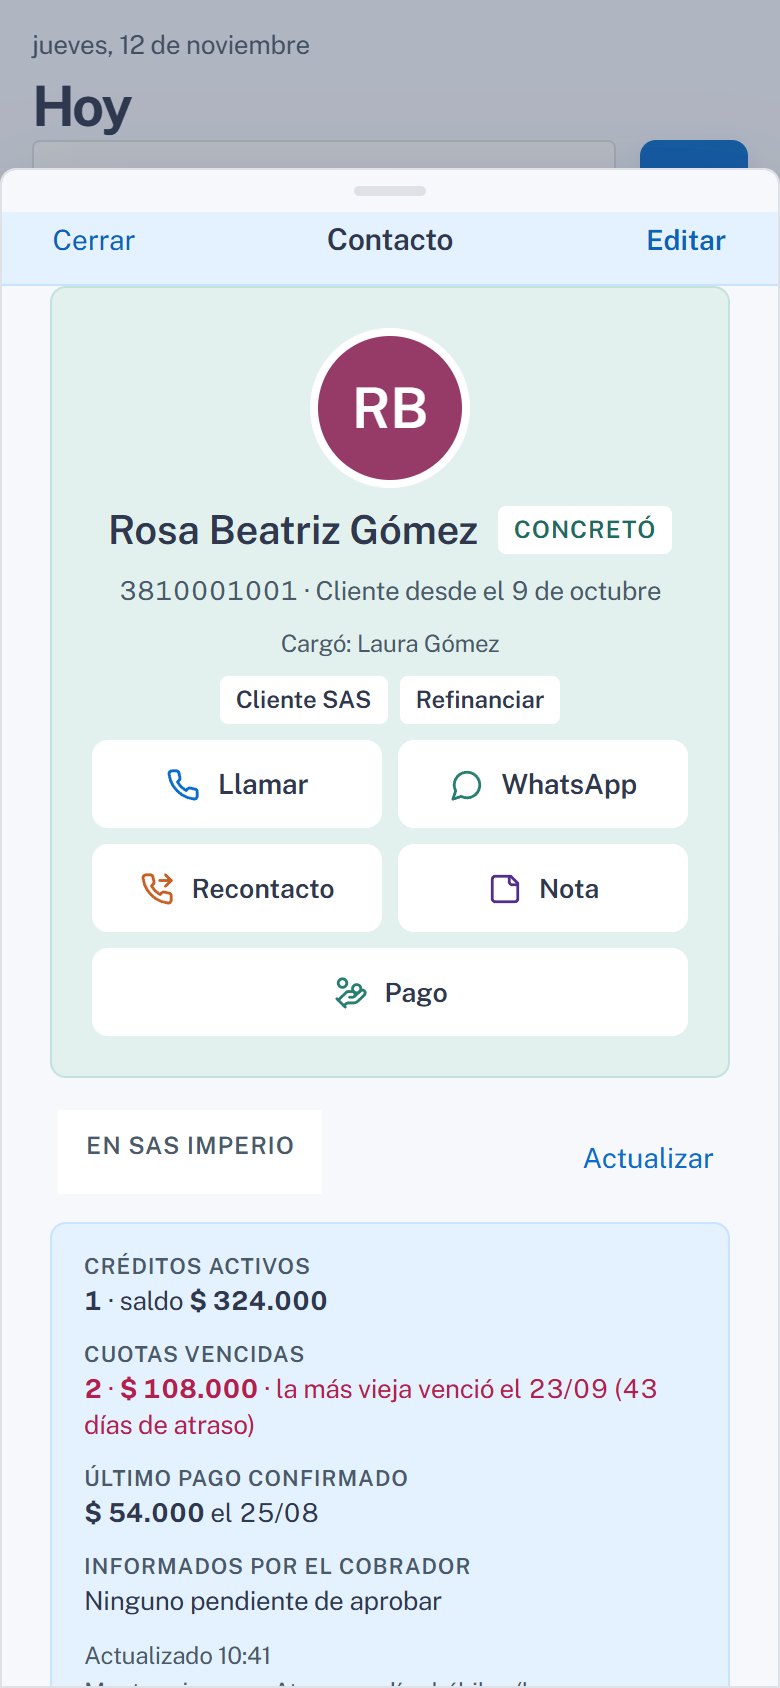 jueves, 12 de noviembre
Hoy
Cerrar
Contacto
Editar
RB
Rosa Beatriz Gómez
CONCRETÓ
3810001001 · Cliente desde el 9 de octubre
Cargó: Laura Gómez
Cliente SAS
Refinanciar
Llamar
WhatsApp
Recontacto
Nota
Pago
EN SAS IMPERIO
Actualizar
CRÉDITOS ACTIVOS
1 · saldo $ 324.000
CUOTAS VENCIDAS
2 · $ 108.000 · la más vieja venció el 23/09 (43
días de atraso)
ÚLTIMO PAGO CONFIRMADO
$ 54.000 el 25/08
INFORMADOS POR EL COBRADOR
Ninguno pendiente de aprobar
Actualizado 10:41